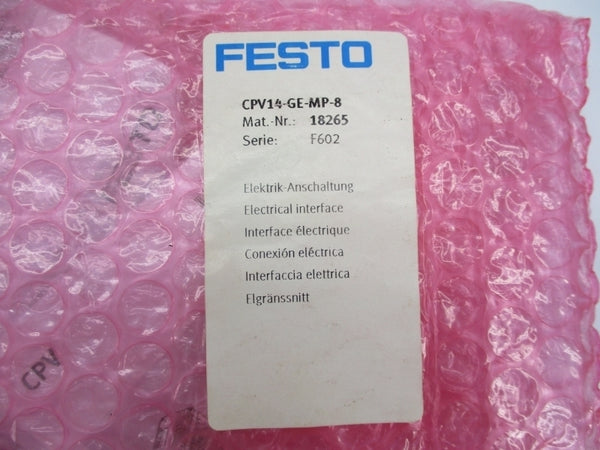 FESTO
CPV14-GE-MP-8
Mat.-Nr.: 18265
Serie: F602
Elektrik-Anschaltung
Electrical interface
Interface électrique
Conexión eléctrica
Interfaccia elettrica
Elgränssnitt
CPV